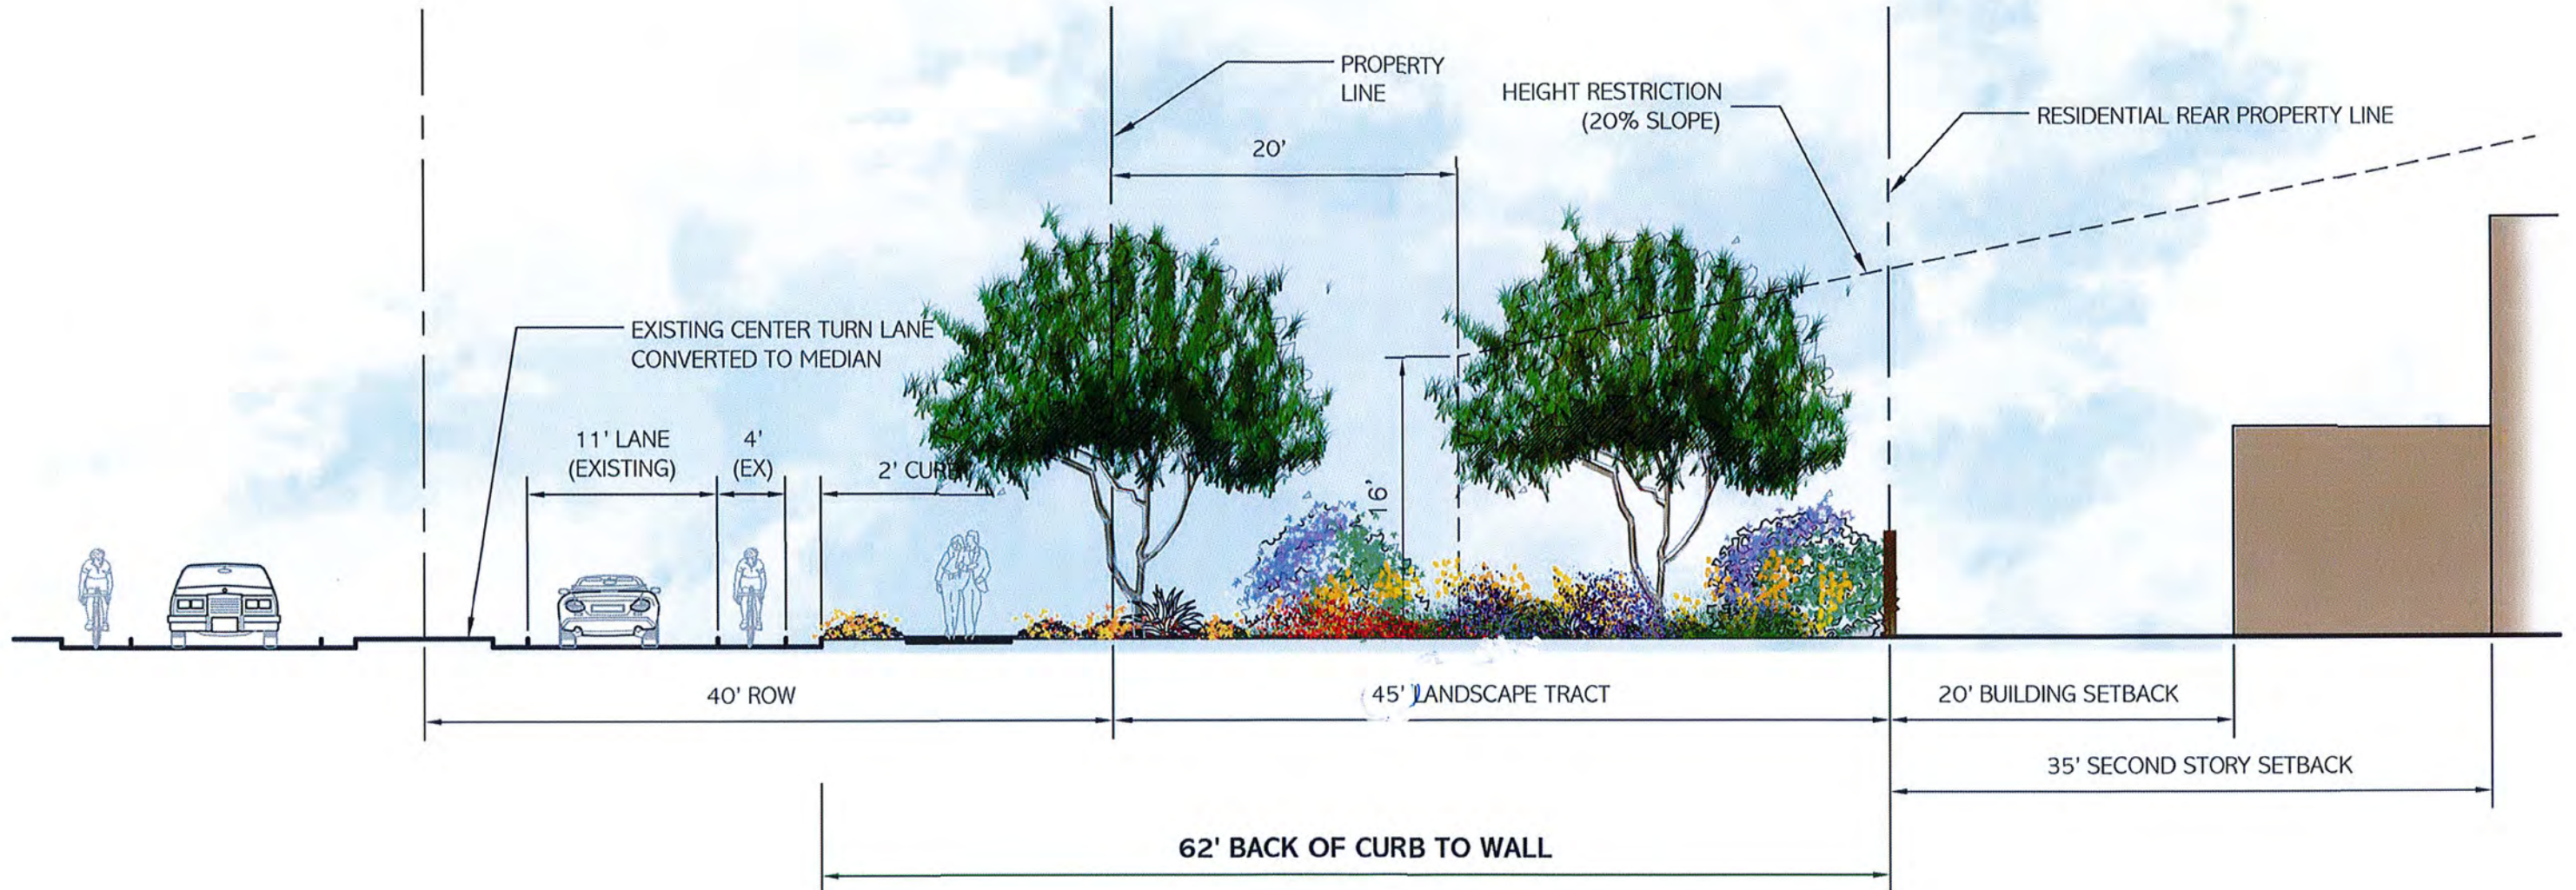 PROPERTY
LINE
HEIGHT RESTRICTION
(20% SLOPE)
RESIDENTIAL REAR PROPERTY LINE
20'
EXISTING CENTER TURN LANE
CONVERTED TO MEDIAN
11' LANE
(EXISTING)
4'
(EX)
2' CURB
16'
40' ROW
45' LANDSCAPE TRACT
20' BUILDING SETBACK
35' SECOND STORY SETBACK
62' BACK OF CURB TO WALL